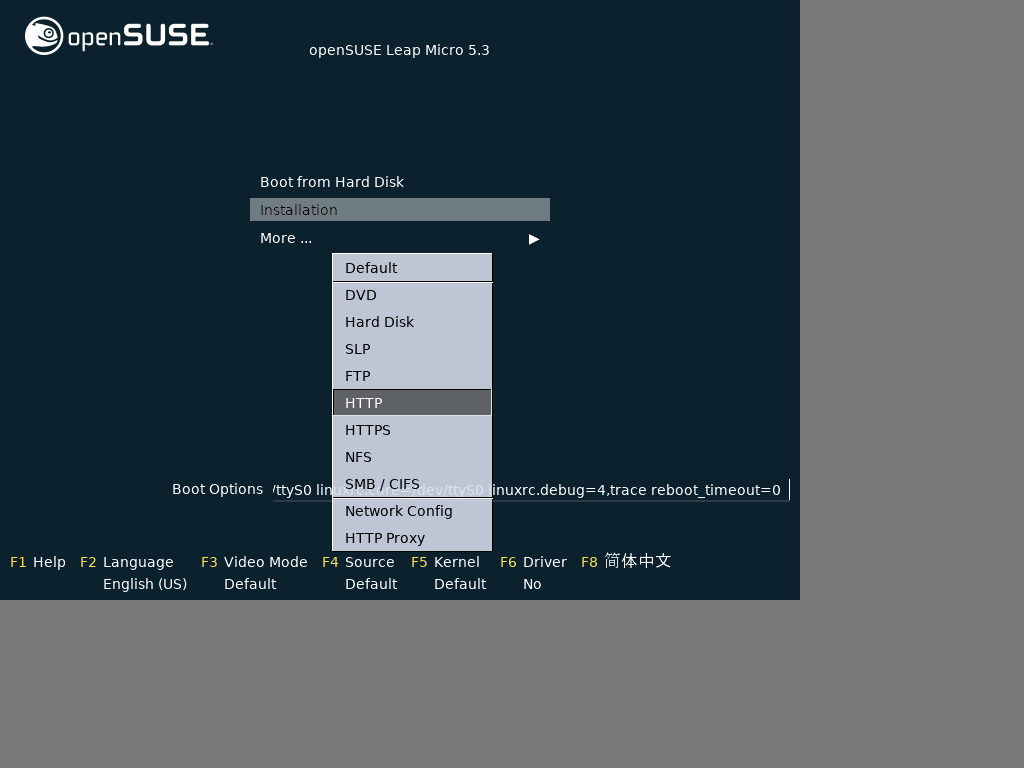 openSUSE
openSUSE Leap Micro 5.3
Boot from Hard Disk
Installation
More ...
Default
DVD
Hard Disk
SLP
FTP
HTTP
HTTPS
NFS
SMB / CIFS
Network Config
HTTP Proxy
Boot Options /ttyS0 linuxrc.core=/dev/ttyS0 linuxrc.debug=4,trace reboot_timeout=0
F1 Help F2 Language F3 Video Mode F4 Source F5 Kernel F6 Driver F8 简体中文
English (US) Default Default Default No